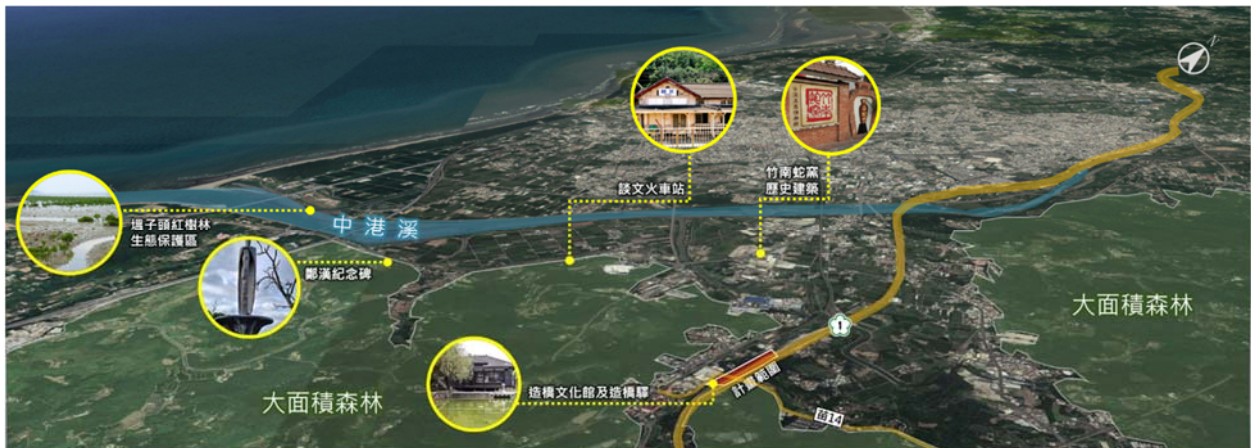 N
談文火車站
竹南蛇窯
歷史建築
塭子頭紅樹林
生態保護區
中港溪
鄭漢紀念碑
大面積森林
1
計畫範圍
造橋文化館及造橋驛
大面積森林
苗14